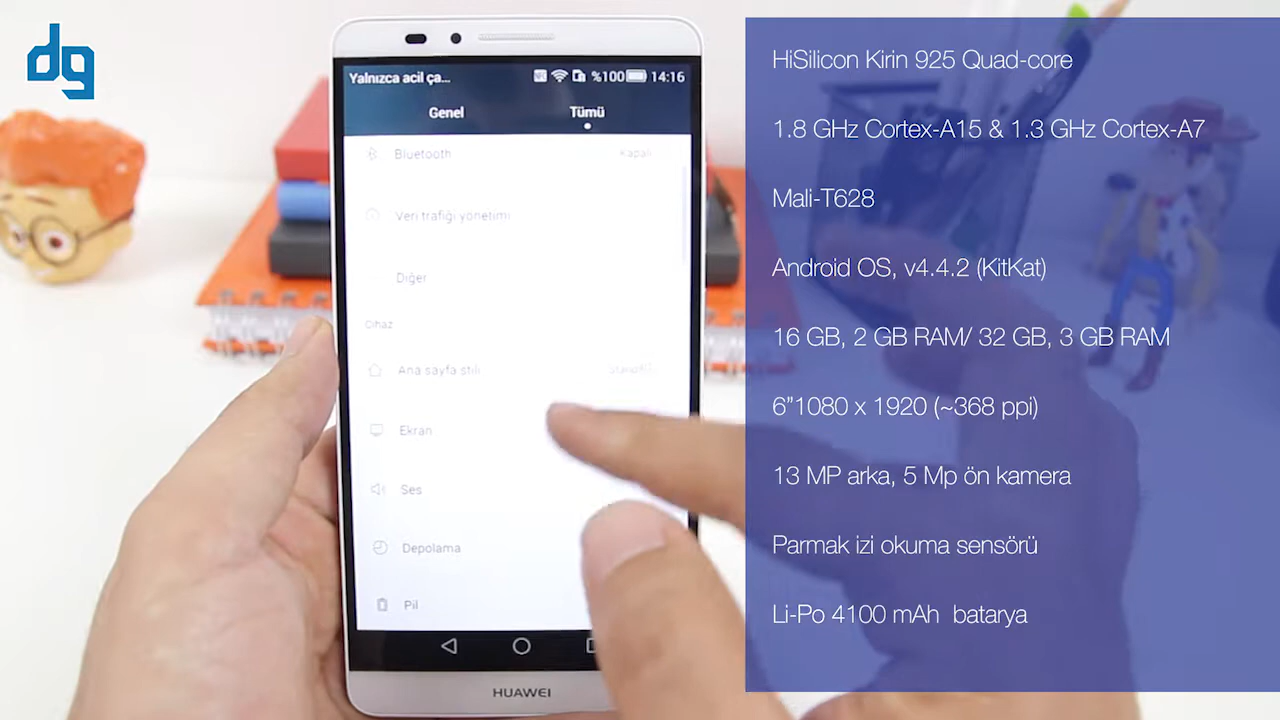 dg
Yalnızca acil ça...
%100
14:16
Genel
Tümü
Bluetooth
Kapalı
Veri trafiği yönetimi
Diğer
Cihaz
Ana sayfa stili
Standart
Ekran
Ses
Depolama
Pil
HUAWEI
HiSilicon Kirin 925 Quad-core
1.8 GHz Cortex-A15 & 1.3 GHz Cortex-A7
Mali-T628
Android OS, v4.4.2 (KitKat)
16 GB, 2 GB RAM/ 32 GB, 3 GB RAM
6”1080 x 1920 (~368 ppi)
13 MP arka, 5 Mp ön kamera
Parmak izi okuma sensörü
Li-Po 4100 mAh  batarya